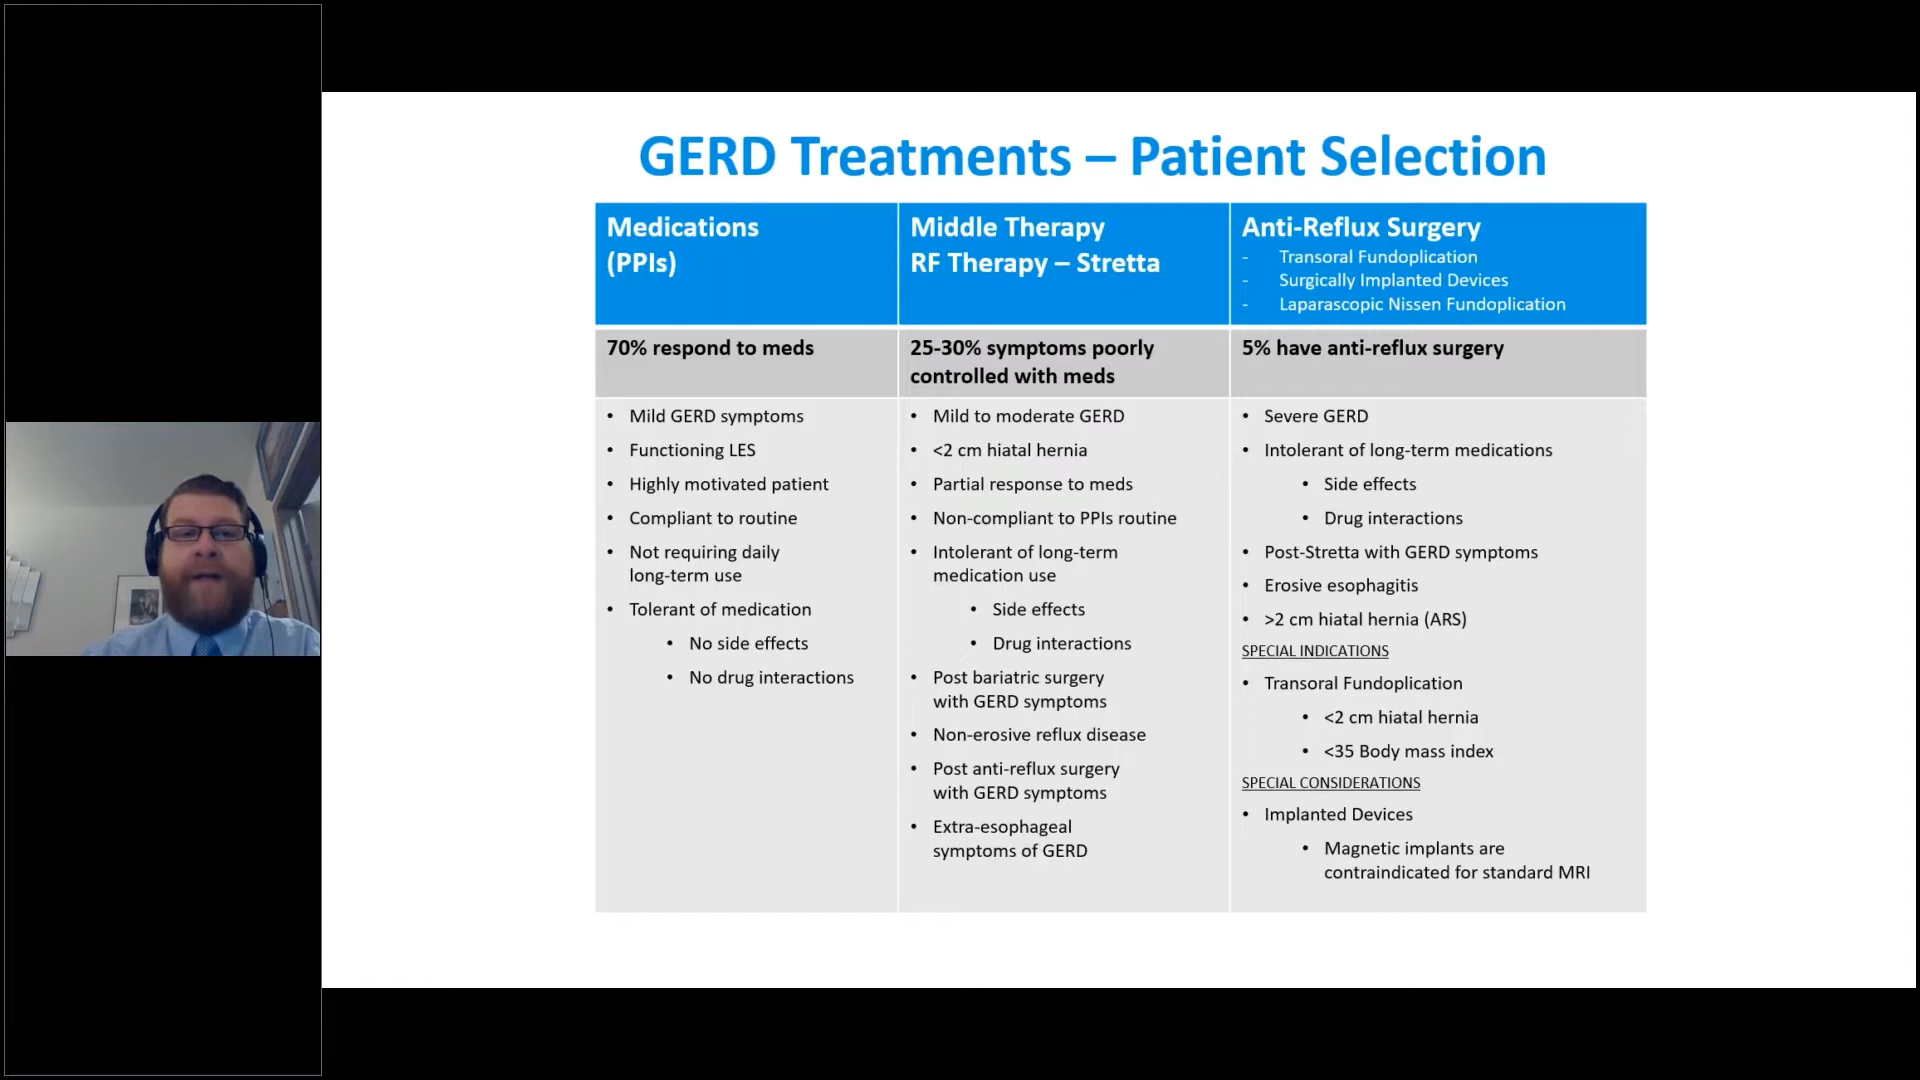 GERD Treatments – Patient Selection
Medications
(PPIs)
Middle Therapy
RF Therapy – Stretta
Anti-Reflux Surgery
- Transoral Fundoplication
- Surgically Implanted Devices
- Laparascopic Nissen Fundoplication
70% respond to meds
25-30% symptoms poorly
controlled with meds
5% have anti-reflux surgery
• Mild GERD symptoms
• Functioning LES
• Highly motivated patient
• Compliant to routine
• Not requiring daily
long-term use
• Tolerant of medication
• No side effects
• No drug interactions
• Mild to moderate GERD
• <2 cm hiatal hernia
• Partial response to meds
• Non-compliant to PPIs routine
• Intolerant of long-term
medication use
• Side effects
• Drug interactions
• Post bariatric surgery
with GERD symptoms
• Non-erosive reflux disease
• Post anti-reflux surgery
with GERD symptoms
• Extra-esophageal
symptoms of GERD
• Severe GERD
• Intolerant of long-term medications
• Side effects
• Drug interactions
• Post-Stretta with GERD symptoms
• Erosive esophagitis
• >2 cm hiatal hernia (ARS)
SPECIAL INDICATIONS
• Transoral Fundoplication
• <2 cm hiatal hernia
• <35 Body mass index
SPECIAL CONSIDERATIONS
• Implanted Devices
• Magnetic implants are
contraindicated for standard MRI